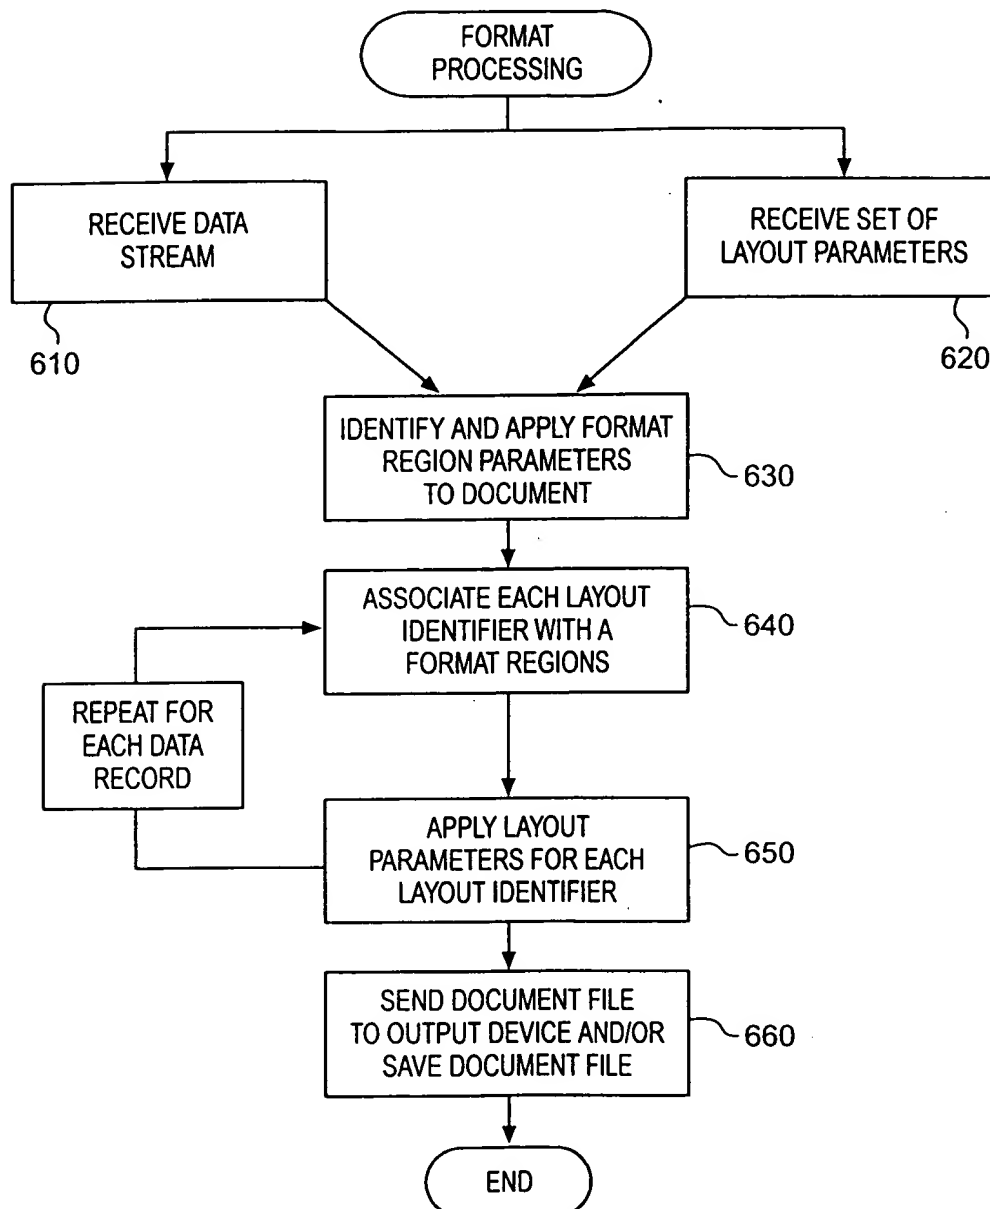 FORMAT
PROCESSING
RECEIVE DATA
STREAM
610
RECEIVE SET OF
LAYOUT PARAMETERS
620
IDENTIFY AND APPLY FORMAT
REGION PARAMETERS
TO DOCUMENT
630
ASSOCIATE EACH LAYOUT
IDENTIFIER WITH A
FORMAT REGIONS
640
REPEAT FOR
EACH DATA
RECORD
APPLY LAYOUT
PARAMETERS FOR EACH
LAYOUT IDENTIFIER
650
SEND DOCUMENT FILE
TO OUTPUT DEVICE AND/OR
SAVE DOCUMENT FILE
660
END